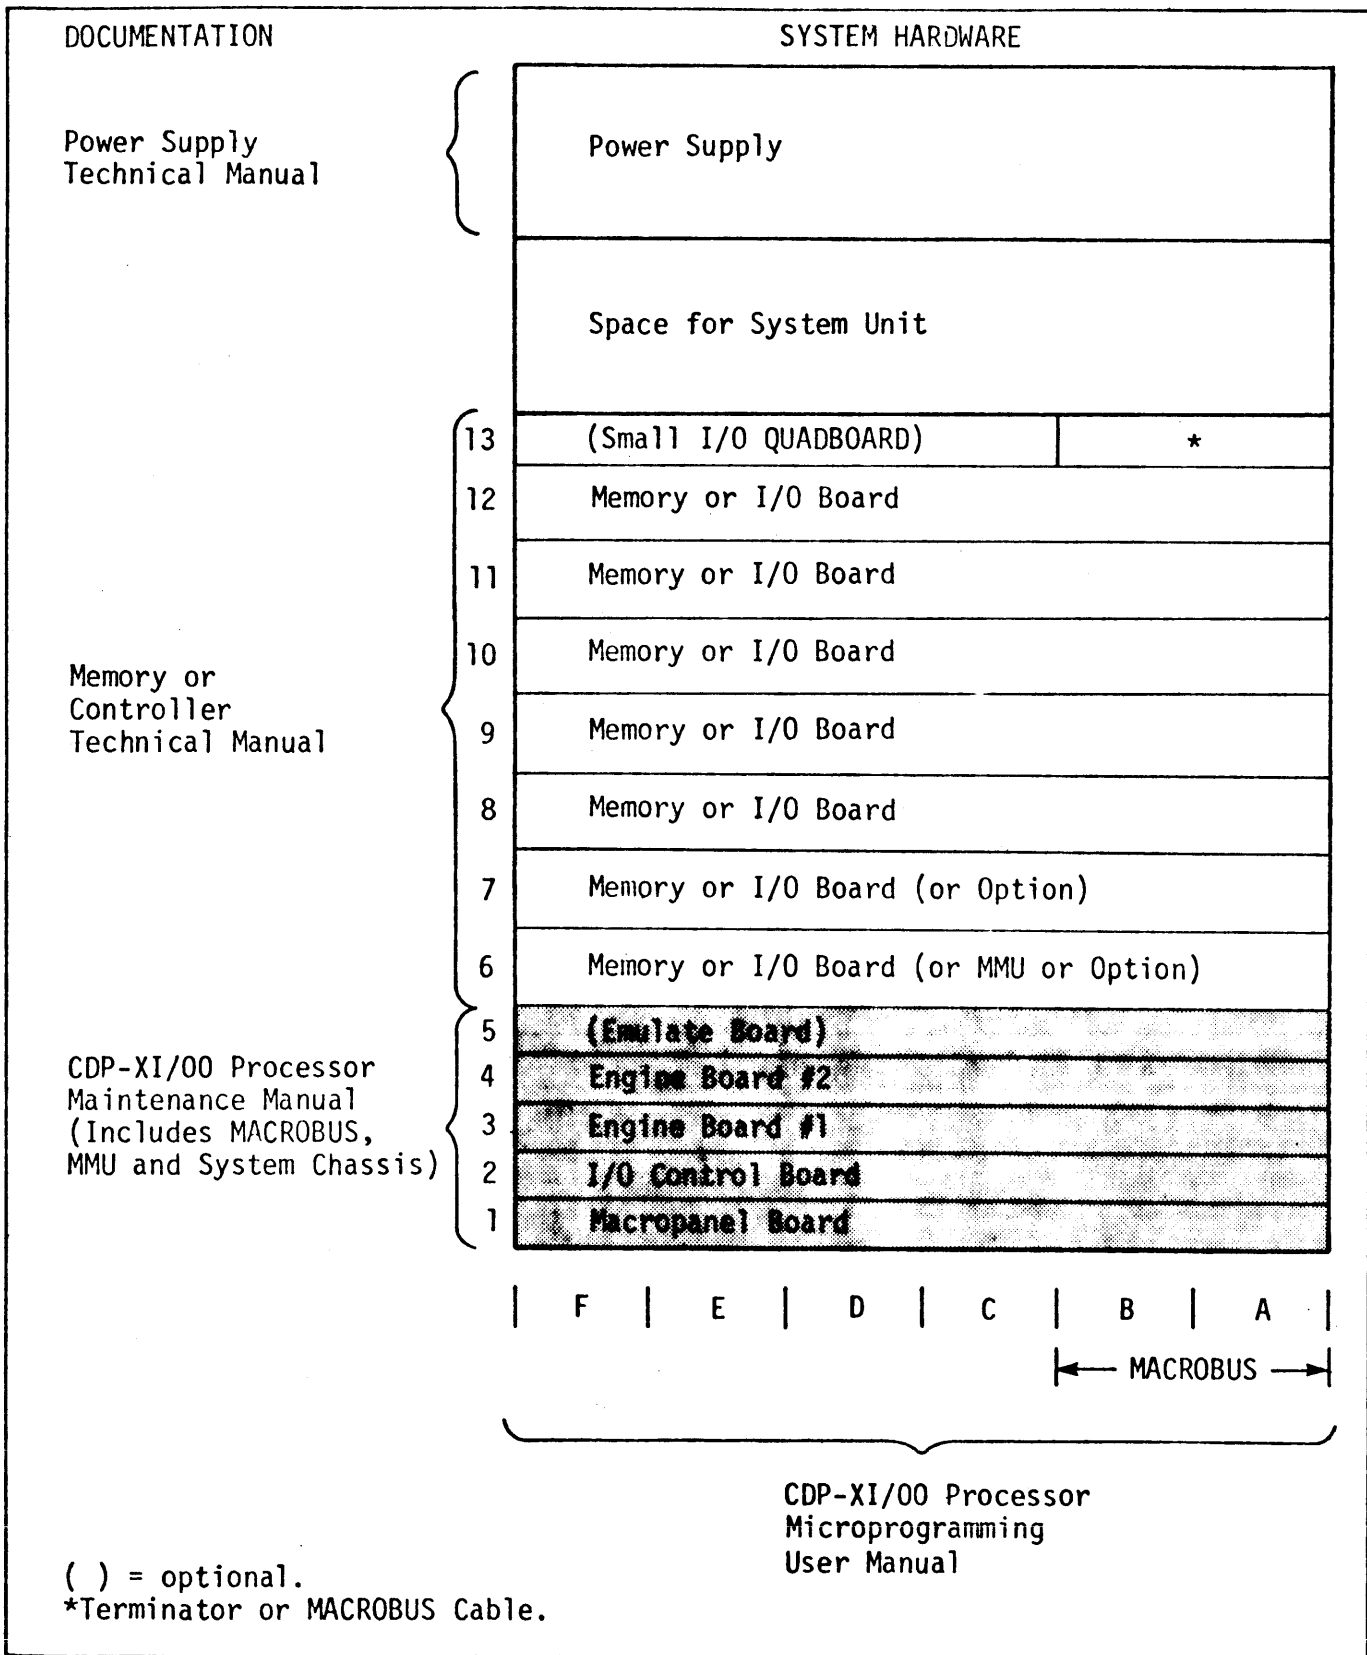 DOCUMENTATION
SYSTEM HARDWARE
Power Supply
Technical Manual
Power Supply
Space for System Unit
13 (Small I/O QUADBOARD) *
12 Memory or I/O Board
11 Memory or I/O Board
10 Memory or I/O Board
9 Memory or I/O Board
8 Memory or I/O Board
7 Memory or I/O Board (or Option)
6 Memory or I/O Board (or MMU or Option)
Memory or
Controller
Technical Manual
5 (Emulate Board)
4 Engine Board #2
3 Engine Board #1
2 I/O Control Board
1 Macropanel Board
CDP-XI/00 Processor
Maintenance Manual
(Includes MACROBUS,
MMU and System Chassis)
F E D C B A
MACROBUS
CDP-XI/00 Processor
Microprogramming
User Manual
( ) = optional.
*Terminator or MACROBUS Cable.